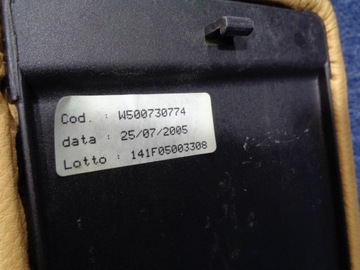 Cod. : W500730774
data : 25/07/2005
Lotto : 141F05003308